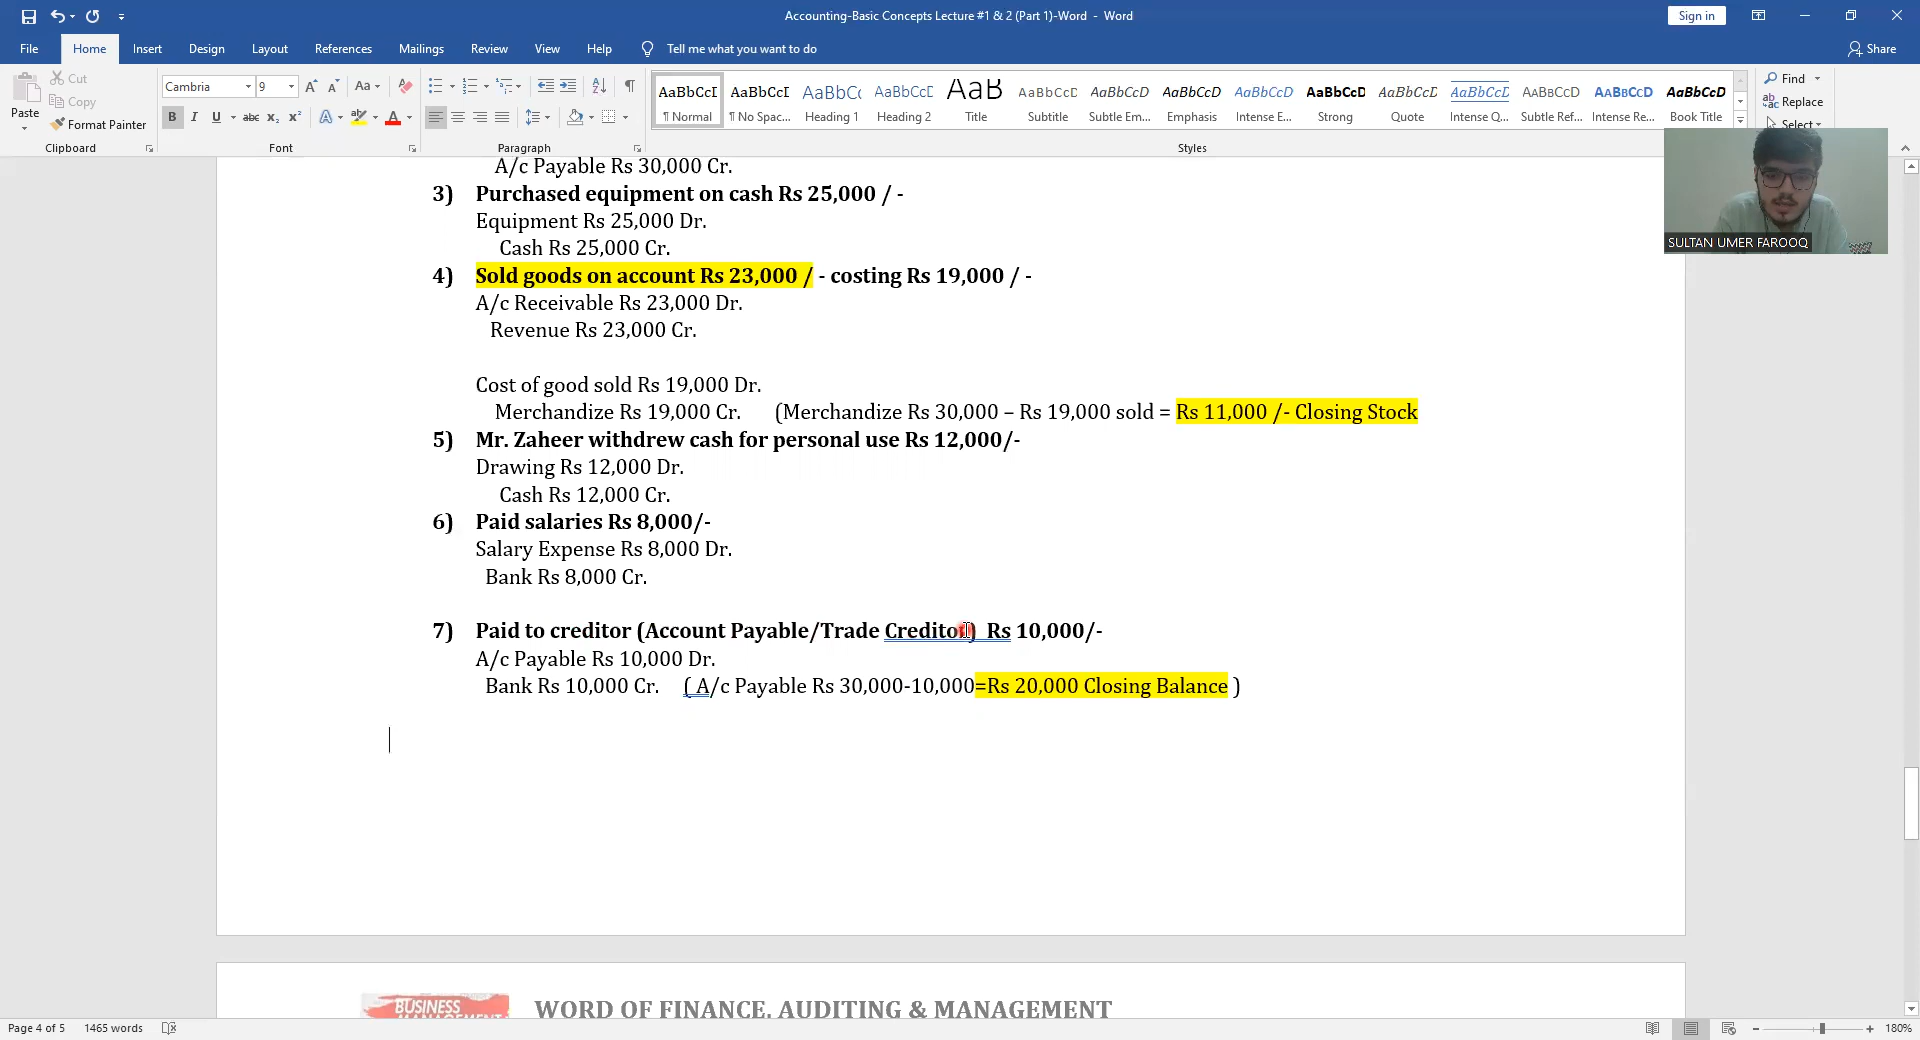 Accounting-Basic Concepts Lecture #1 & 2 (Part 1)-Word - Word
Sign in
File Home Insert Design Layout References Mailings Review View Help Tell me what you want to do
Share
Paste
Cut
Copy
Format Painter
Clipboard
Cambria 9
Font
Paragraph
AaBbCcI AaBbCcI AaBbC( AaBbCcE AaB AaBbCcD AaBbCcD AaBbCcD AaBbCcD AaBbCcD AaBbCcD AABBCCD AABBCCD AaBbCcD
¶ Normal ¶ No Spac... Heading 1 Heading 2 Title Subtitle Subtle Em... Emphasis Intense E... Strong Quote Intense Q... Subtle Ref... Intense Re... Book Title
Styles
Find
Replace
Select
SULTAN UMER FAROOQ
A/c Payable Rs 30,000 Cr.
3) Purchased equipment on cash Rs 25,000 / -
Equipment Rs 25,000 Dr.
Cash Rs 25,000 Cr.
4) Sold goods on account Rs 23,000 / - costing Rs 19,000 / -
A/c Receivable Rs 23,000 Dr.
Revenue Rs 23,000 Cr.
Cost of good sold Rs 19,000 Dr.
Merchandize Rs 19,000 Cr. (Merchandize Rs 30,000 – Rs 19,000 sold = Rs 11,000 /- Closing Stock
5) Mr. Zaheer withdrew cash for personal use Rs 12,000/-
Drawing Rs 12,000 Dr.
Cash Rs 12,000 Cr.
6) Paid salaries Rs 8,000/-
Salary Expense Rs 8,000 Dr.
Bank Rs 8,000 Cr.
7) Paid to creditor (Account Payable/Trade Creditor) Rs 10,000/-
A/c Payable Rs 10,000 Dr.
Bank Rs 10,000 Cr. ( A/c Payable Rs 30,000-10,000=Rs 20,000 Closing Balance )
BUSINESS
MANAGEMENT
WORD OF FINANCE, AUDITING & MANAGEMENT
Page 4 of 5 1465 words
180%